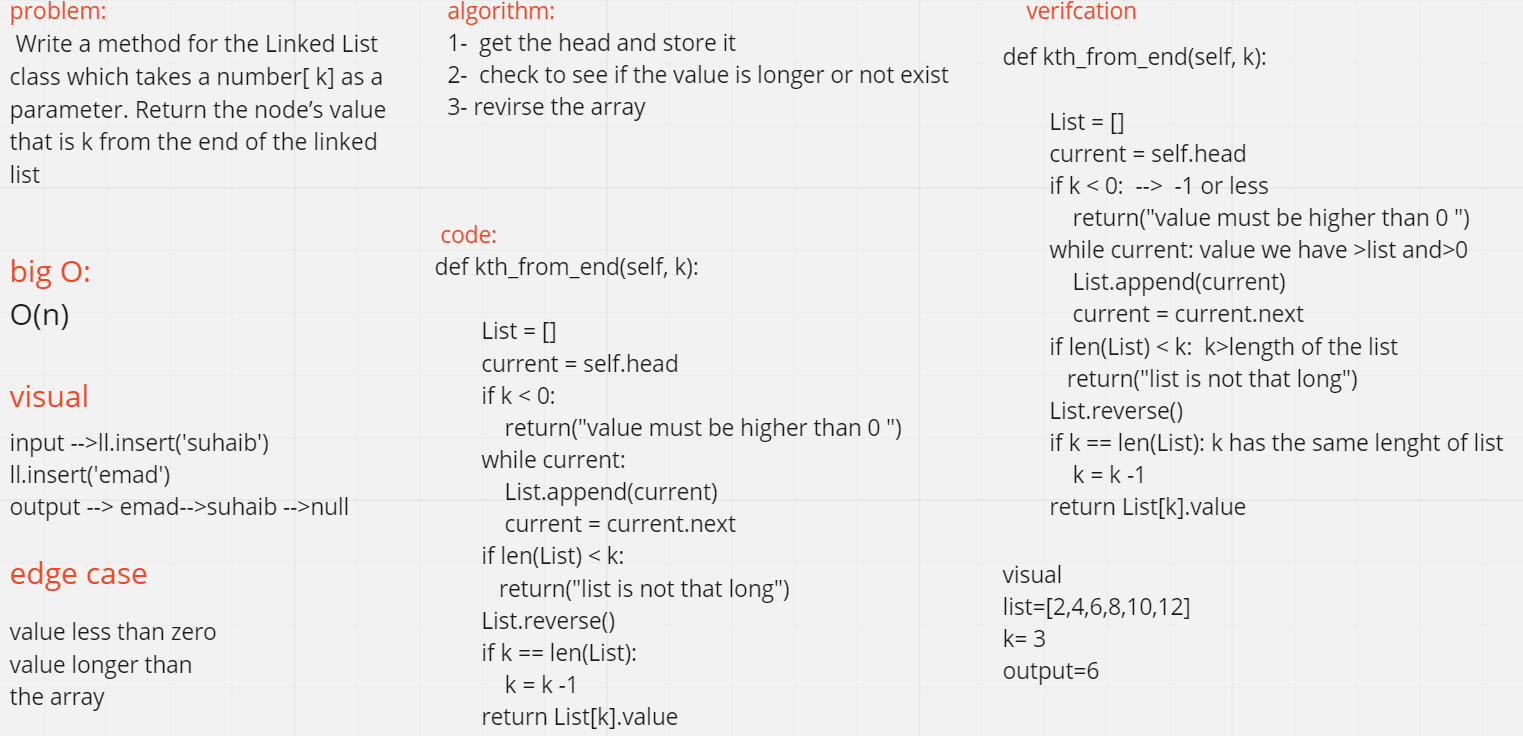 problem:
Write a method for the Linked List
class which takes a number[ k] as a
parameter. Return the node’s value
that is k from the end of the linked
list
big O:
O(n)
visual
input -->ll.insert('suhaib')
ll.insert('emad')
output --> emad-->suhaib -->null
edge case
value less than zero
value longer than
the array
algorithm:
1-  get the head and store it
2-  check to see if the value is longer or not exist
3- revirse the array
code:
def kth_from_end(self, k):
List = []
current = self.head
if k < 0:
return("value must be higher than 0 ")
while current:
List.append(current)
current = current.next
if len(List) < k:
return("list is not that long")
List.reverse()
if k == len(List):
k = k -1
return List[k].value
verifcation
def kth_from_end(self, k):
List = []
current = self.head
if k < 0:  -->  -1 or less
return("value must be higher than 0 ")
while current: value we have >list and>0
List.append(current)
current = current.next
if len(List) < k:  k>length of the list
return("list is not that long")
List.reverse()
if k == len(List): k has the same lenght of list
k = k -1
return List[k].value
visual
list=[2,4,6,8,10,12]
k= 3
output=6